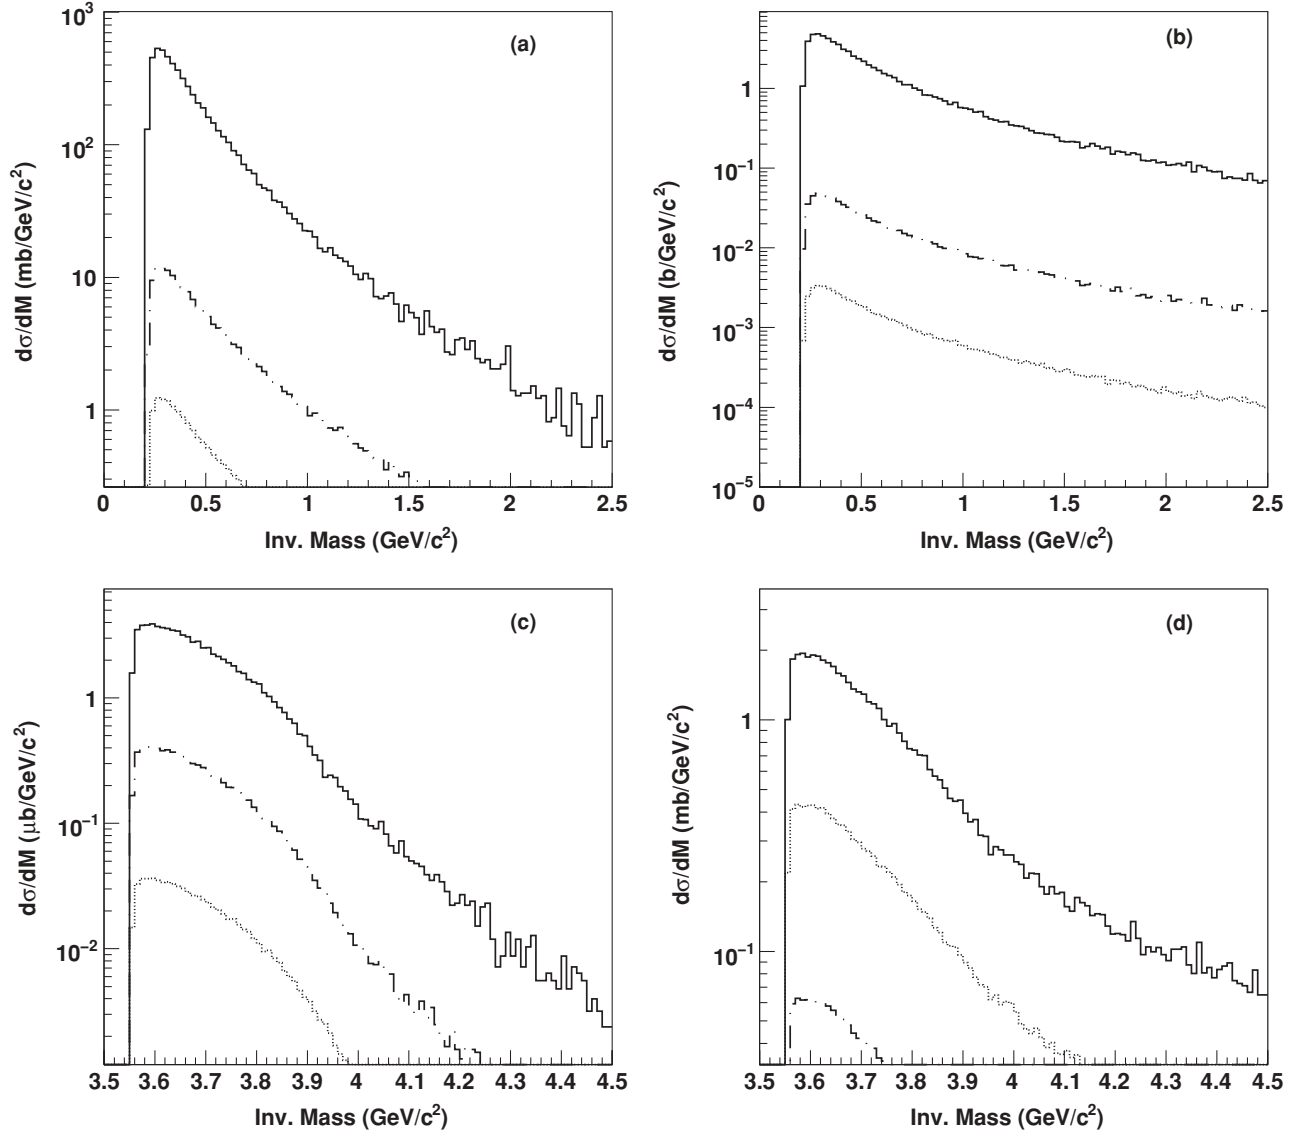 (a)
dσ/dM (mb/GeV/c²)
10³
10²
10
1
0 0.5 1 1.5 2 2.5
Inv. Mass (GeV/c²)
(b)
dσ/dM (b/GeV/c²)
1
10⁻¹
10⁻²
10⁻³
10⁻⁴
10⁻⁵
0 0.5 1 1.5 2 2.5
Inv. Mass (GeV/c²)
(c)
dσ/dM (μb/GeV/c²)
1
10⁻¹
10⁻²
3.5 3.6 3.7 3.8 3.9 4 4.1 4.2 4.3 4.4 4.5
Inv. Mass (GeV/c²)
(d)
dσ/dM (mb/GeV/c²)
1
10⁻¹
3.5 3.6 3.7 3.8 3.9 4 4.1 4.2 4.3 4.4 4.5
Inv. Mass (GeV/c²)